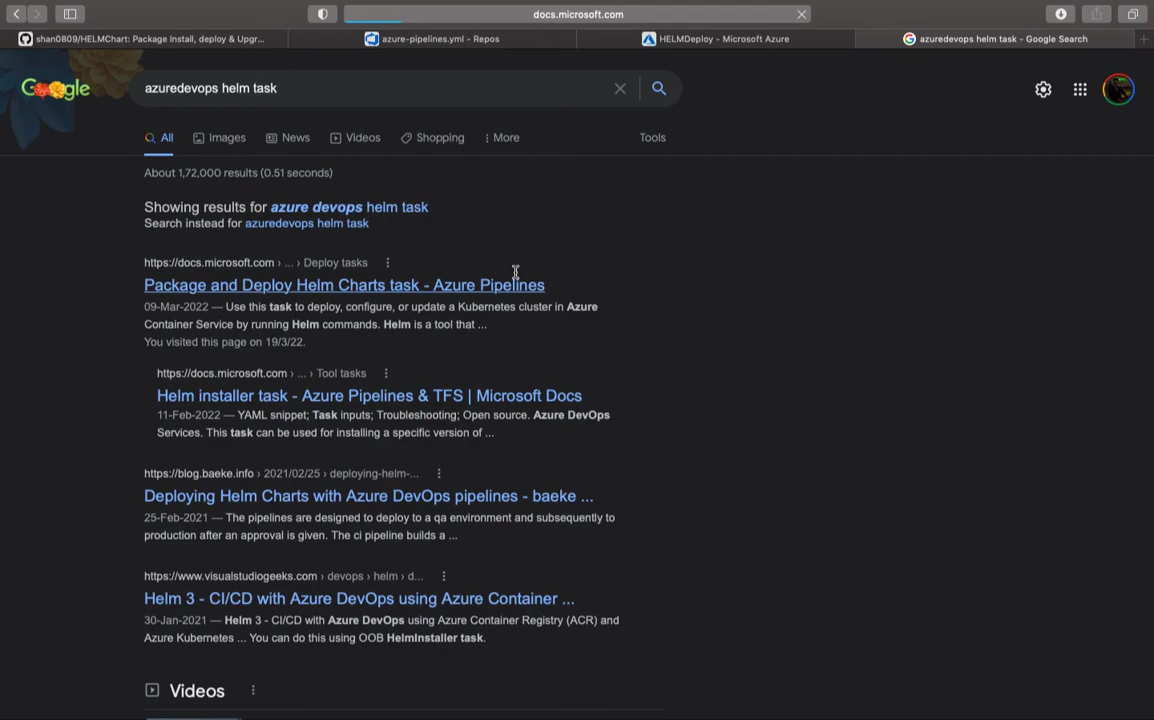 docs.microsoft.com
shan0809/HELMChart: Package Install, deploy & Upgr...
azure-pipelines.yml - Repos
HELMDeploy - Microsoft Azure
azuredevops helm task - Google Search
Google
azuredevops helm task
All
Images
News
Videos
Shopping
More
Tools
About 1,72,000 results (0.51 seconds)
Showing results for azure devops helm task
Search instead for azuredevops helm task
https://docs.microsoft.com › ... › Deploy tasks
Package and Deploy Helm Charts task - Azure Pipelines
09-Mar-2022 — Use this task to deploy, configure, or update a Kubernetes cluster in Azure
Container Service by running Helm commands. Helm is a tool that ...
You visited this page on 19/3/22.
https://docs.microsoft.com › ... › Tool tasks
Helm installer task - Azure Pipelines & TFS | Microsoft Docs
11-Feb-2022 — YAML snippet; Task inputs; Troubleshooting; Open source. Azure DevOps
Services. This task can be used for installing a specific version of ...
https://blog.baeke.info › 2021/02/25 › deploying-helm-...
Deploying Helm Charts with Azure DevOps pipelines - baeke ...
25-Feb-2021 — The pipelines are designed to deploy to a qa environment and subsequently to
production after an approval is given. The ci pipeline builds a ...
https://www.visualstudiogeeks.com › devops › helm › d...
Helm 3 - CI/CD with Azure DevOps using Azure Container ...
30-Jan-2021 — Helm 3 - CI/CD with Azure DevOps using Azure Container Registry (ACR) and
Azure Kubernetes ... You can do this using OOB HelmInstaller task.
Videos